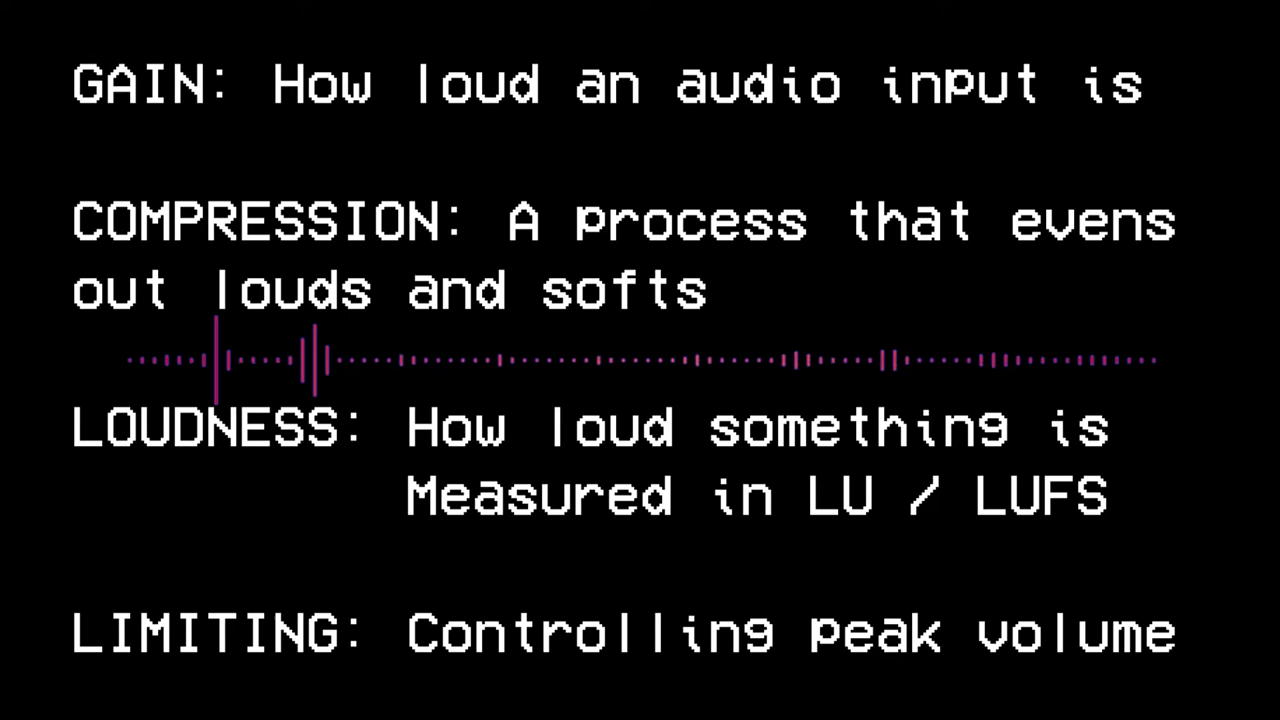 GAIN: How loud an audio input is
COMPRESSION: A process that evens
out louds and softs
LOUDNESS: How loud something is
Measured in LU / LUFS
LIMITING: Controlling peak volume